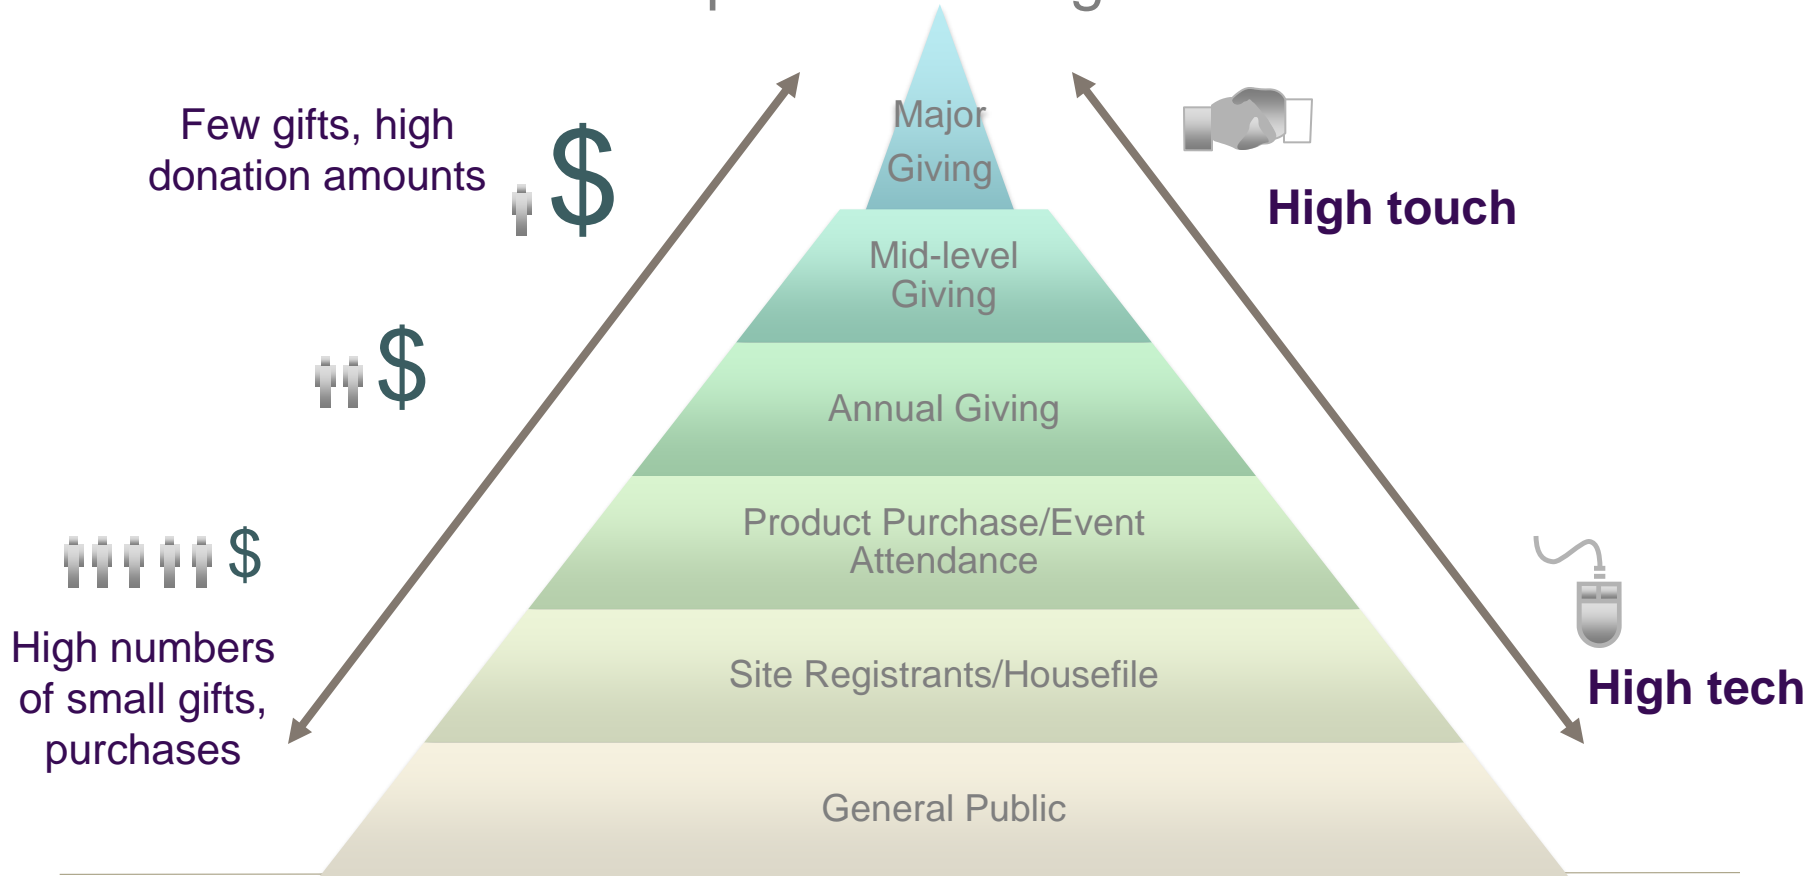 Few gifts, high
donation amounts
$
Major
Giving
High touch
Mid-level
Giving
$
Annual Giving
Product Purchase/Event
Attendance
$
High numbers
of small gifts,
purchases
Site Registrants/Housefile
High tech
General Public